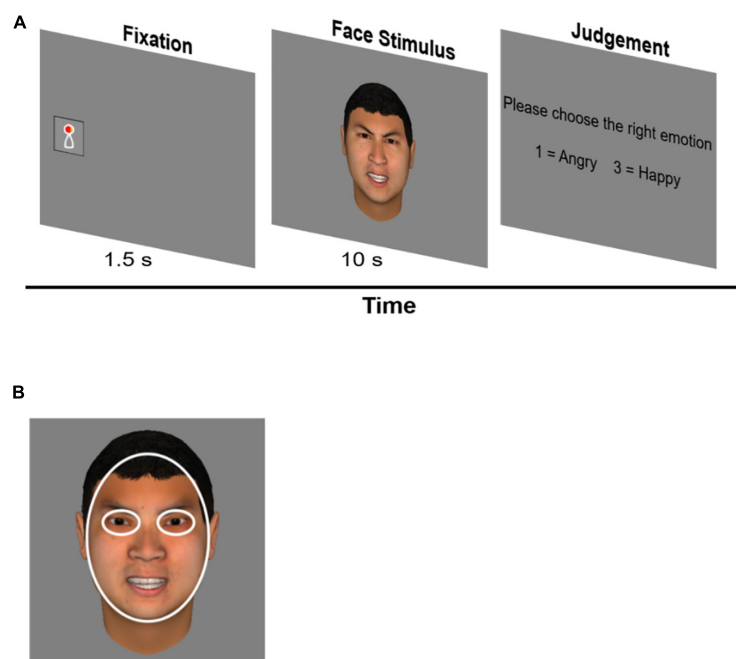 A
Fixation
Face Stimulus
Judgement
Please choose the right emotion
1 = Angry 3 = Happy
1.5 s
10 s
Time
B